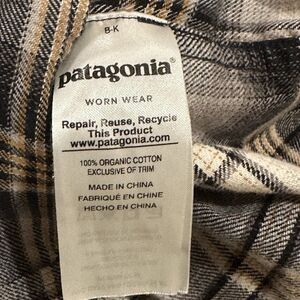 8-K
patagonia®
WORN WEAR
Repair, Reuse, Recycle
This Product
www.patagonia.com
100% ORGANIC COTTON
EXCLUSIVE OF TRIM
MADE IN CHINA
FABRIQUÉ EN CHINE
HECHO EN CHINA